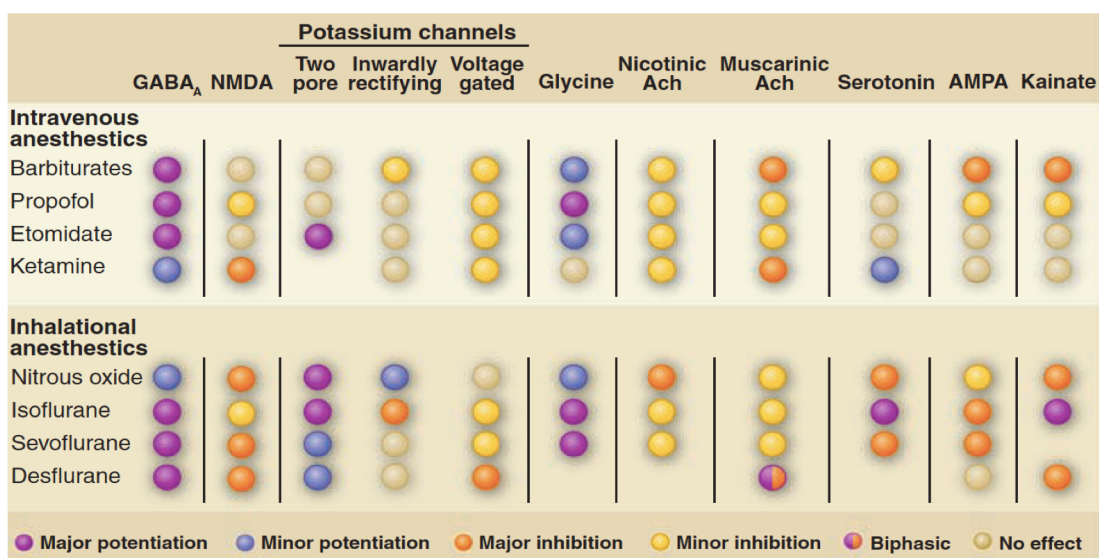 Potassium channels
GABAA NMDA Two pore Inwardly rectifying Voltage gated Glycine Nicotinic Ach Muscarinic Ach Serotonin AMPA Kainate
Intravenous
anesthestics
Barbiturates
Propofol
Etomidate
Ketamine
Inhalational
anesthestics
Nitrous oxide
Isoflurane
Sevoflurane
Desflurane
Major potentiation Minor potentiation Major inhibition Minor inhibition Biphasic No effect